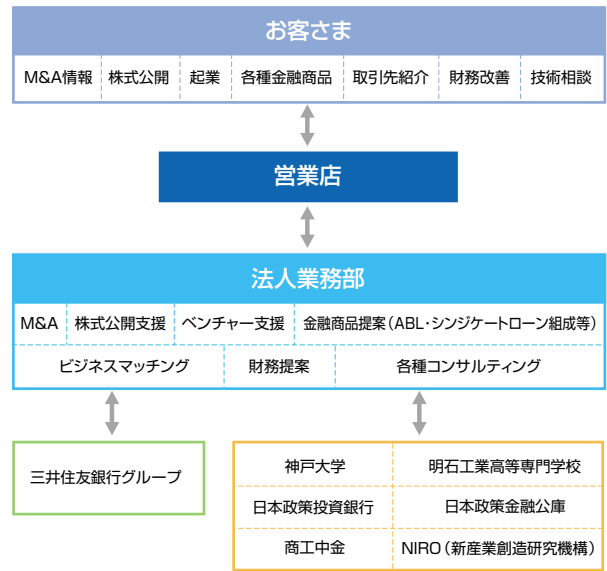 お客さま
M&A情報 株式公開 起業 各種金融商品 取引先紹介 財務改善 技術相談
営業店
法人業務部
M&A 株式公開支援 ベンチャー支援 金融商品提案(ABL・シンジケートローン組成等)
ビジネスマッチング 財務提案 各種コンサルティング
三井住友銀行グループ
神戸大学 明石工業高等専門学校
日本政策投資銀行 日本政策金融公庫
商工中金 NIRO(新産業創造研究機構)